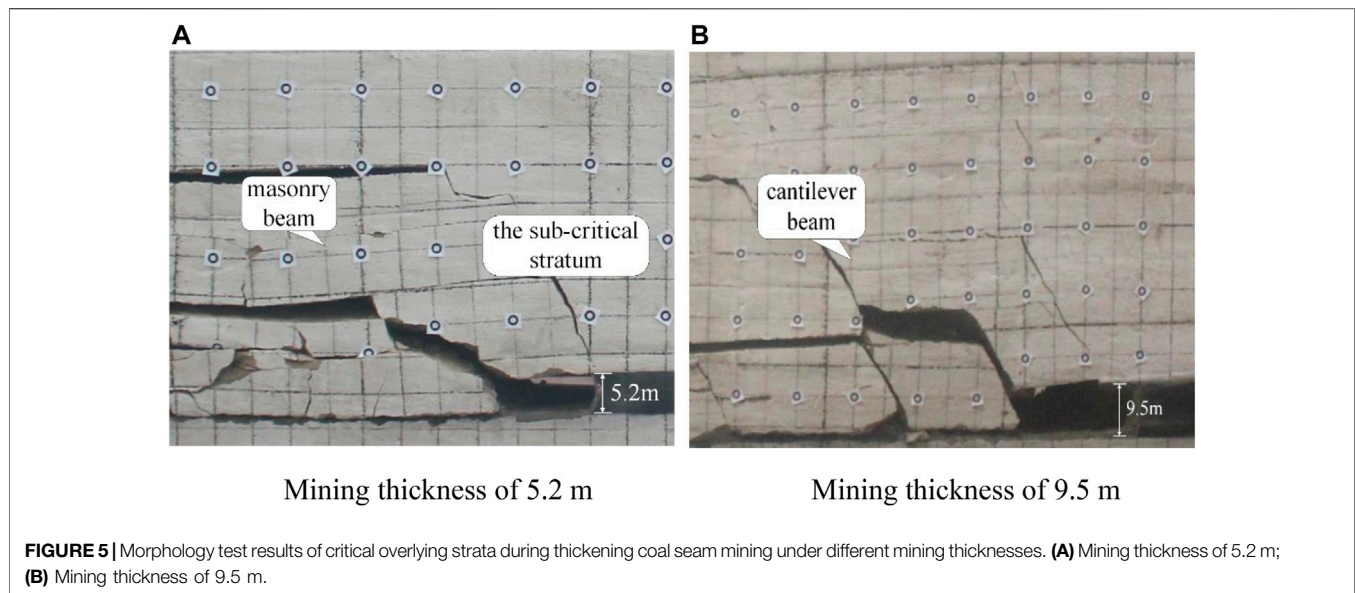 A
B
masonry
beam
the sub-critical
stratum
5.2m
cantilever
beam
9.5m
Mining thickness of 5.2 m
Mining thickness of 9.5 m
FIGURE 5 | Morphology test results of critical overlying strata during thickening coal seam mining under different mining thicknesses. (A) Mining thickness of 5.2 m;
(B) Mining thickness of 9.5 m.